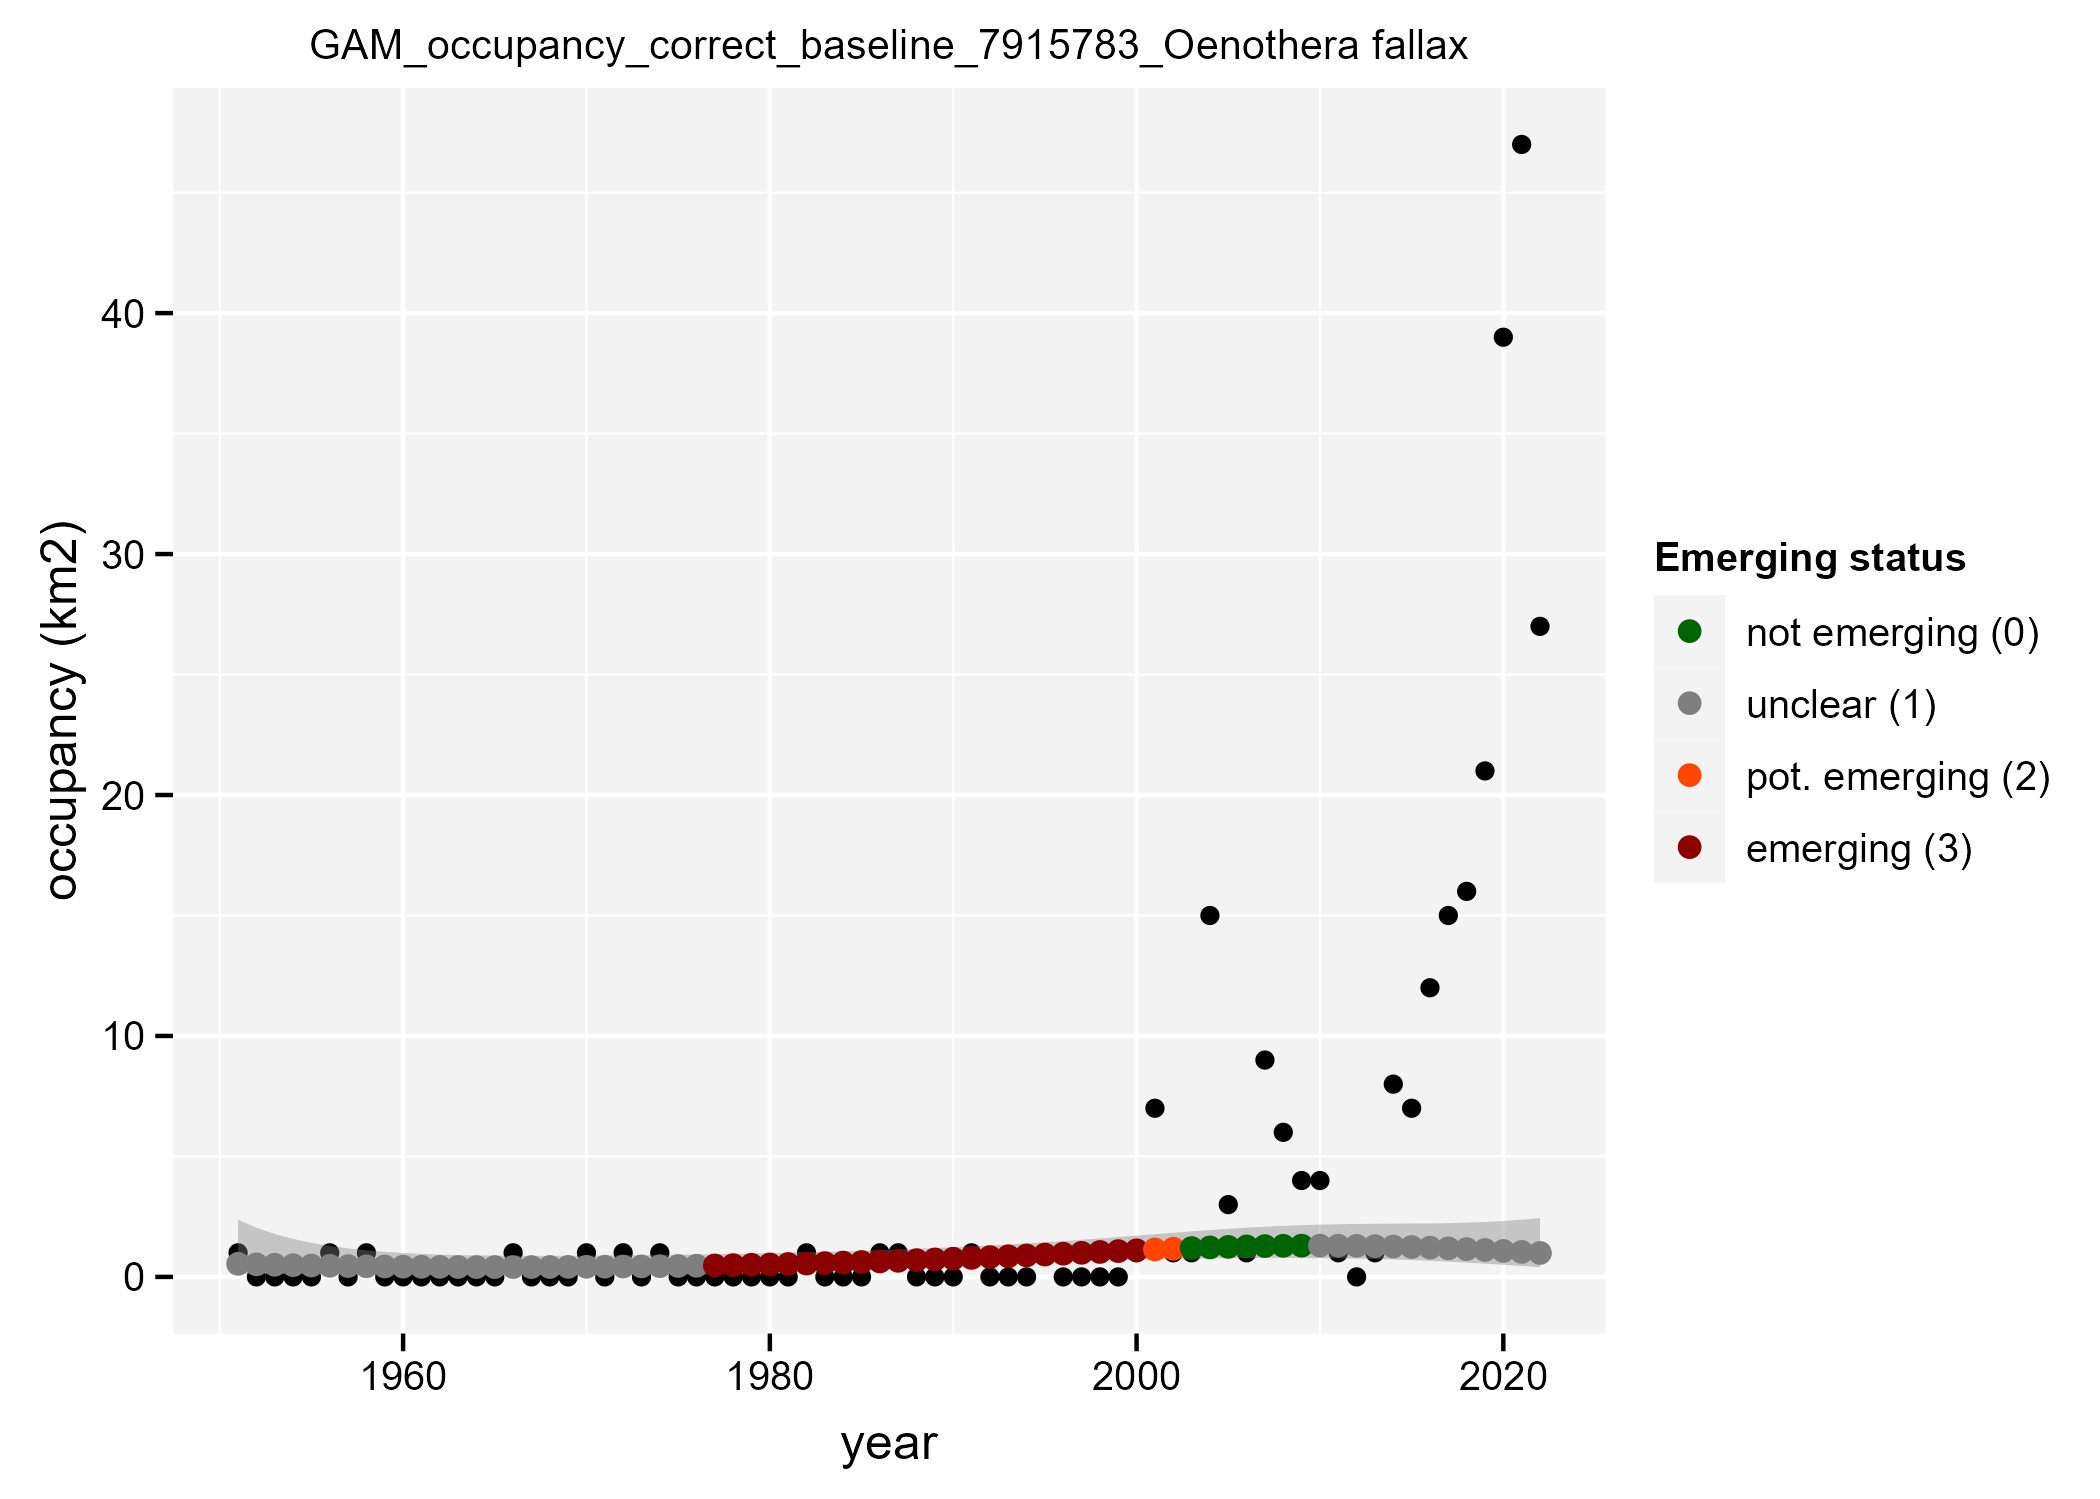 GAM_occupancy_correct_baseline_7915783_Oenothera fallax
occupancy (km2)
40
30
20
10
0
1960 1980 2000 2020
year
Emerging status
not emerging (0)
unclear (1)
pot. emerging (2)
emerging (3)